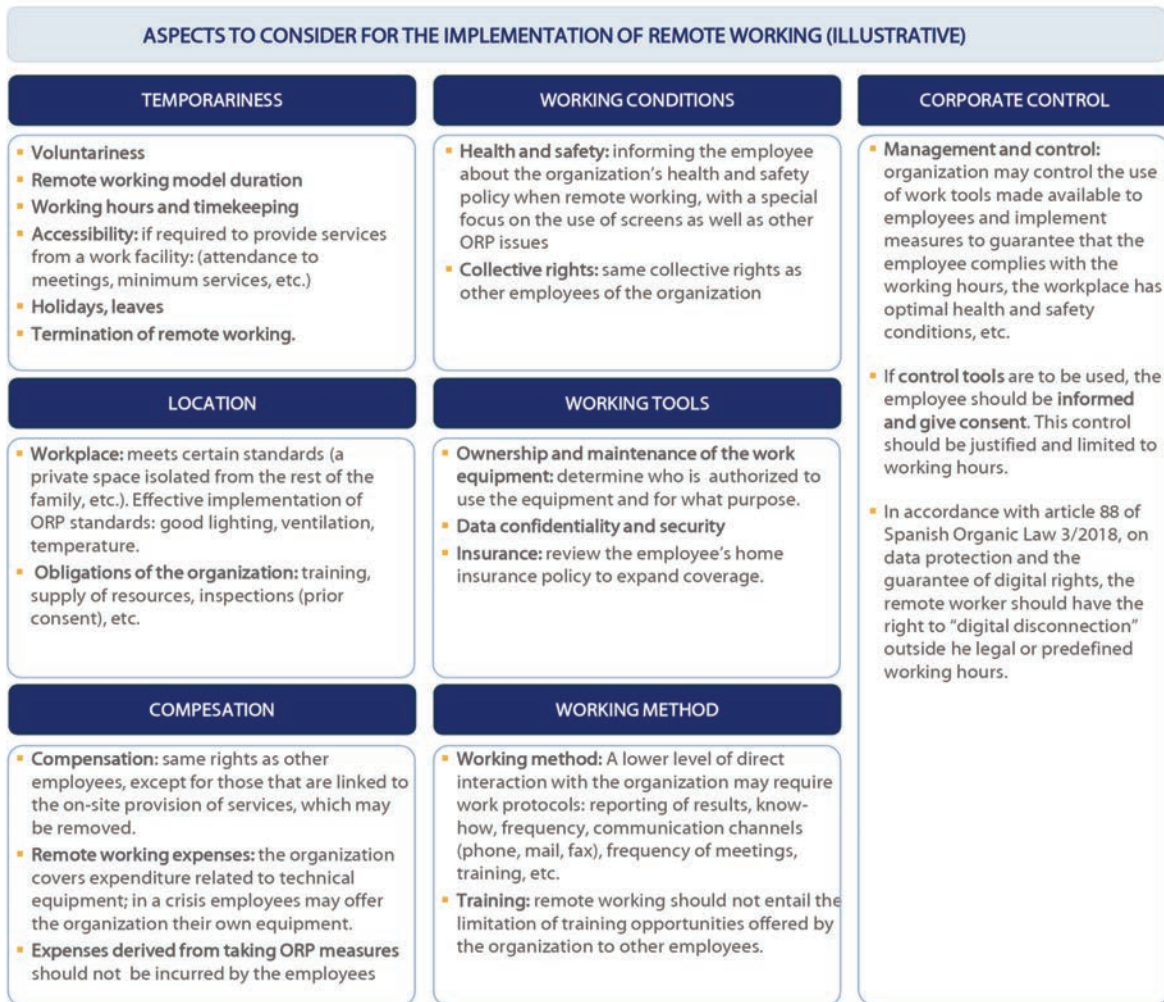 ASPECTS TO CONSIDER FOR THE IMPLEMENTATION OF REMOTE WORKING (ILLUSTRATIVE)
TEMPORARINESS
▪ Voluntariness
▪ Remote working model duration
▪ Working hours and timekeeping
▪ Accessibility: if required to provide services
from a work facility: (attendance to
meetings, minimum services, etc.)
▪ Holidays, leaves
▪ Termination of remote working.
WORKING CONDITIONS
▪ Health and safety: informing the employee
about the organization's health and safety
policy when remote working, with a special
focus on the use of screens as well as other
ORP issues
▪ Collective rights: same collective rights as
other employees of the organization
CORPORATE CONTROL
▪ Management and control:
organization may control the use
of work tools made available to
employees and implement
measures to guarantee that the
employee complies with the
working hours, the workplace has
optimal health and safety
conditions, etc.
▪ If control tools are to be used, the
employee should be informed
and give consent. This control
should be justified and limited to
working hours.
▪ In accordance with article 88 of
Spanish Organic Law 3/2018, on
data protection and the
guarantee of digital rights, the
remote worker should have the
right to "digital disconnection"
outside he legal or predefined
working hours.
LOCATION
▪ Workplace: meets certain standards (a
private space isolated from the rest of the
family, etc.). Effective implementation of
ORP standards: good lighting, ventilation,
temperature.
▪ Obligations of the organization: training,
supply of resources, inspections (prior
consent), etc.
WORKING TOOLS
▪ Ownership and maintenance of the work
equipment: determine who is authorized to
use the equipment and for what purpose.
▪ Data confidentiality and security
▪ Insurance: review the employee's home
insurance policy to expand coverage.
COMPESATION
▪ Compensation: same rights as other
employees, except for those that are linked to
the on-site provision of services, which may
be removed.
▪ Remote working expenses: the organization
covers expenditure related to technical
equipment; in a crisis employees may offer
the organization their own equipment.
▪ Expenses derived from taking ORP measures
should not be incurred by the employees
WORKING METHOD
▪ Working method: A lower level of direct
interaction with the organization may require
work protocols: reporting of results, know-
how, frequency, communication channels
(phone, mail, fax), frequency of meetings,
training, etc.
▪ Training: remote working should not entail the
limitation of training opportunities offered by
the organization to other employees.